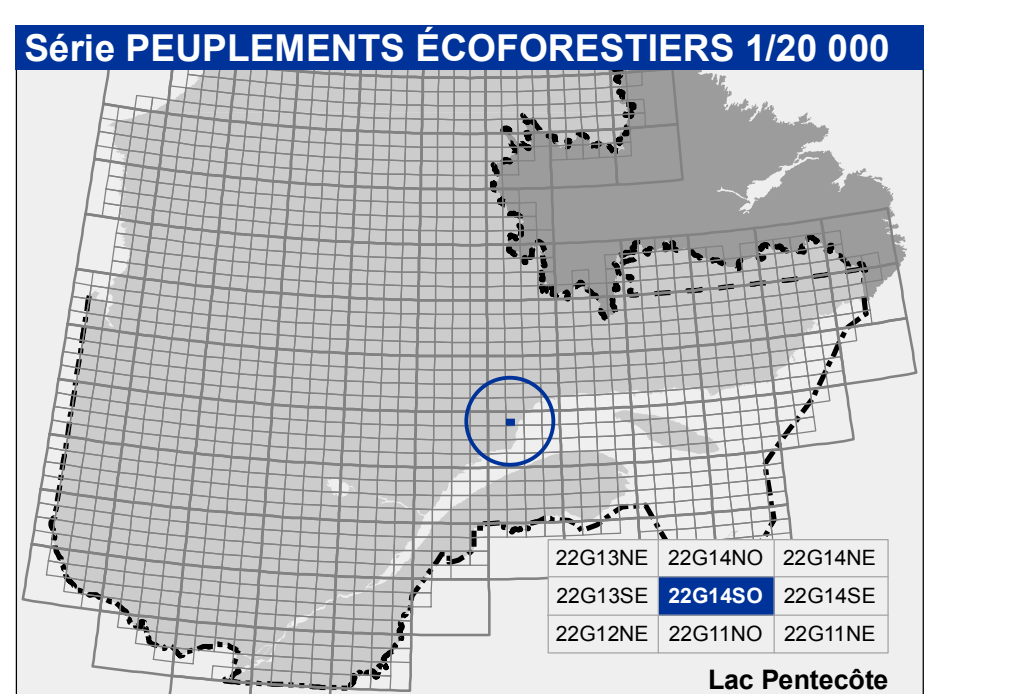 Série PEUPLEMENTS ÉCOFORESTIERS 1/20 000
22G13NE 22G14NO 22G14NE
22G13SE 22G14SO 22G14SE
22G12NE 22G11NO 22G11NE
Lac Pentecôte